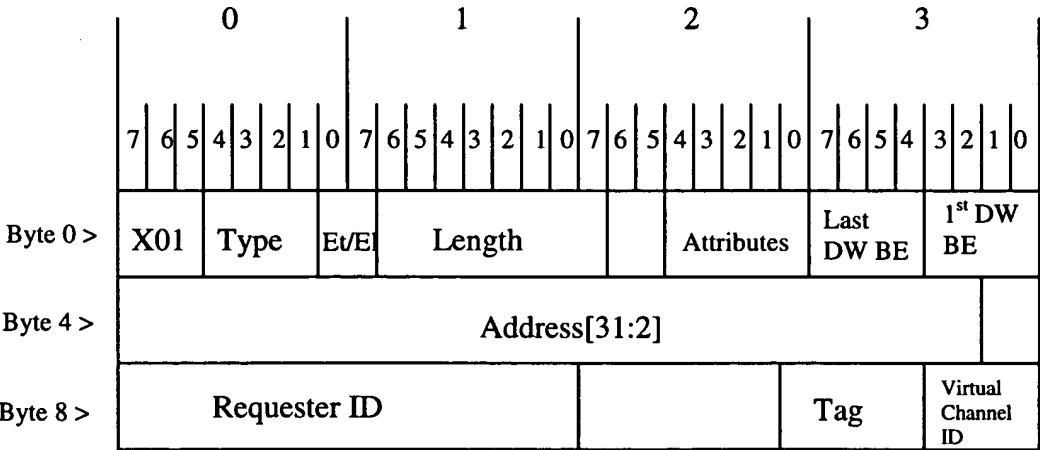 0 1 2 3
7 6 5 4 3 2 1 0 7 6 5 4 3 2 1 0 7 6 5 4 3 2 1 0 7 6 5 4 3 2 1 0
Byte 0 > X01 Type Et/El Length Attributes Last DW BE 1st DW BE
Byte 4 > Address[31:2]
Byte 8 > Requester ID Tag Virtual Channel ID